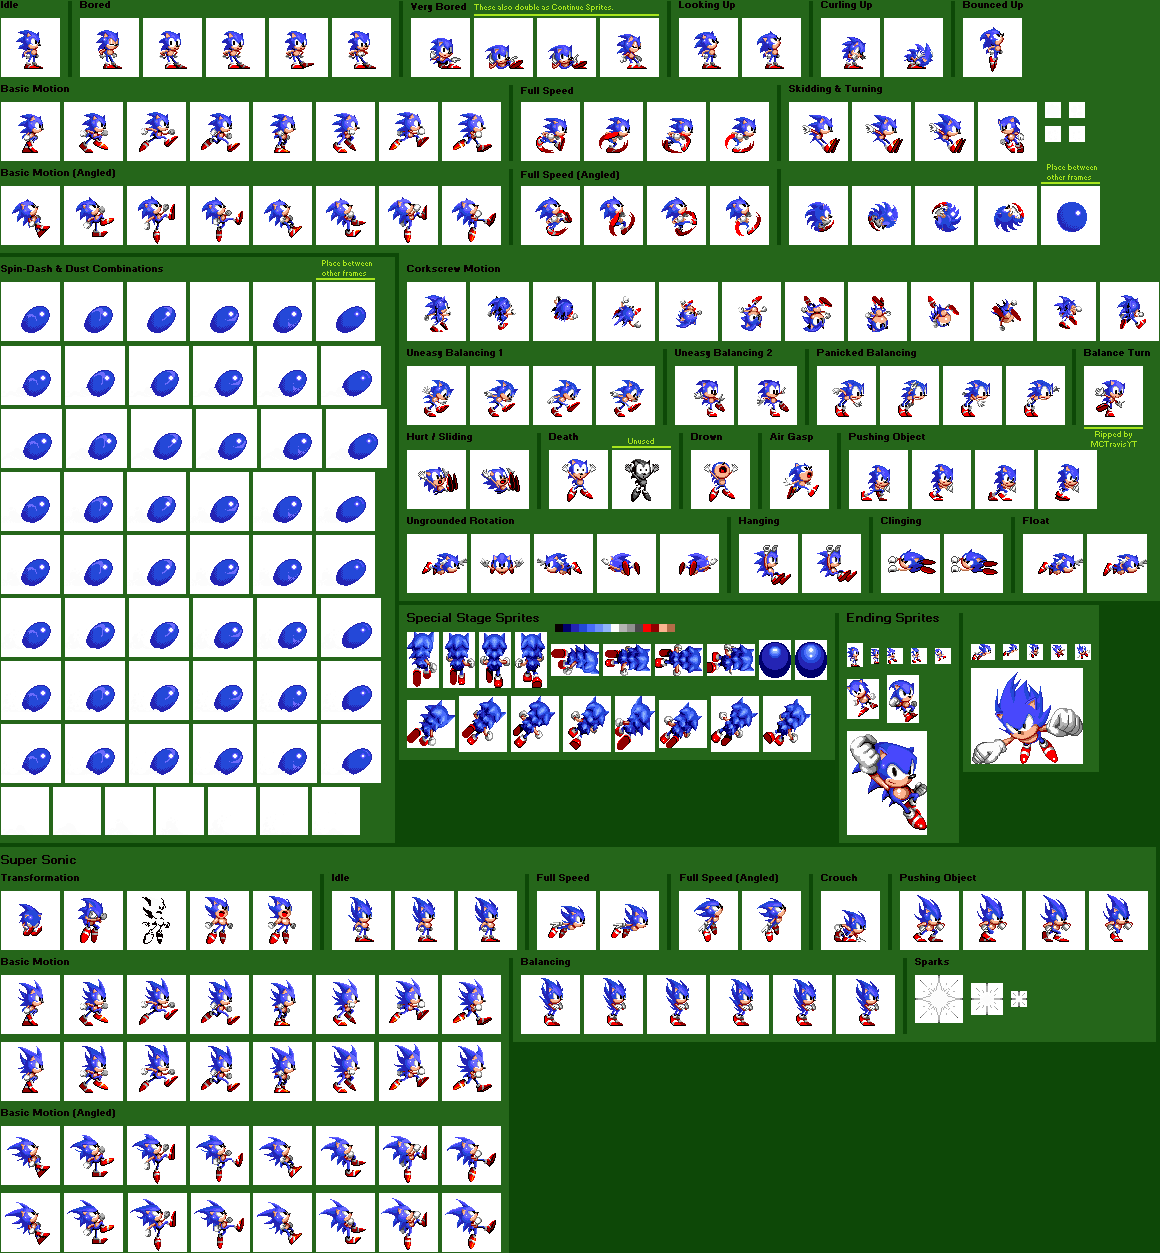 Idle
Bored
Very Bored
These also double as Continue Sprites.
Looking Up
Curling Up
Bounced Up
Basic Motion
Full Speed
Skidding & Turning
Basic Motion (Angled)
Full Speed (Angled)
Place between
other frames
Spin-Dash & Dust Combinations
Place between
other frames
Corkscrew Motion
Uneasy Balancing 1
Uneasy Balancing 2
Panicked Balancing
Balance Turn
Ripped by
MCTravisYT
Hurt / Sliding
Death
Unused
Drown
Air Gasp
Pushing Object
Ungrounded Rotation
Hanging
Clinging
Float
Special Stage Sprites
Ending Sprites
Super Sonic
Transformation
Idle
Full Speed
Full Speed (Angled)
Crouch
Pushing Object
Basic Motion
Balancing
Sparks
Basic Motion (Angled)